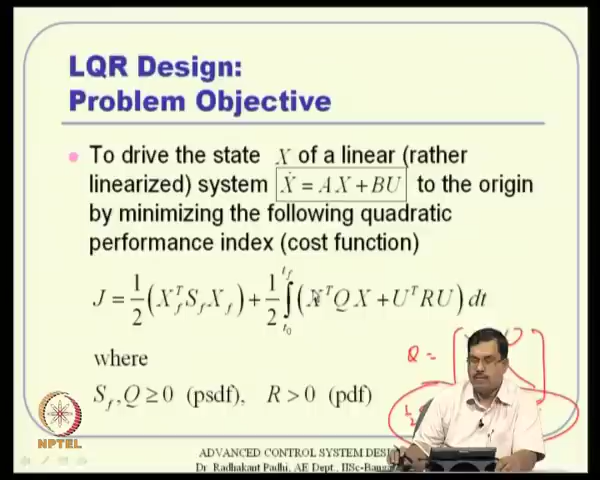 LQR Design:
Problem Objective
To drive the state X of a linear (rather
linearized) system Ẋ = AX + BU to the origin
by minimizing the following quadratic
performance index (cost function)
J = 1/2 (X_f^T S_f X_f) + 1/2 ∫_{t_0}^{t_f} (X^T Q X + U^T R U) dt
where
Q =
S_f, Q ≥ 0 (psdf), R > 0 (pdf)
1/2
NPTEL
ADVANCED CONTROL SYSTEM
Dr. Radhakant Padhi, AE Dept., IISc-